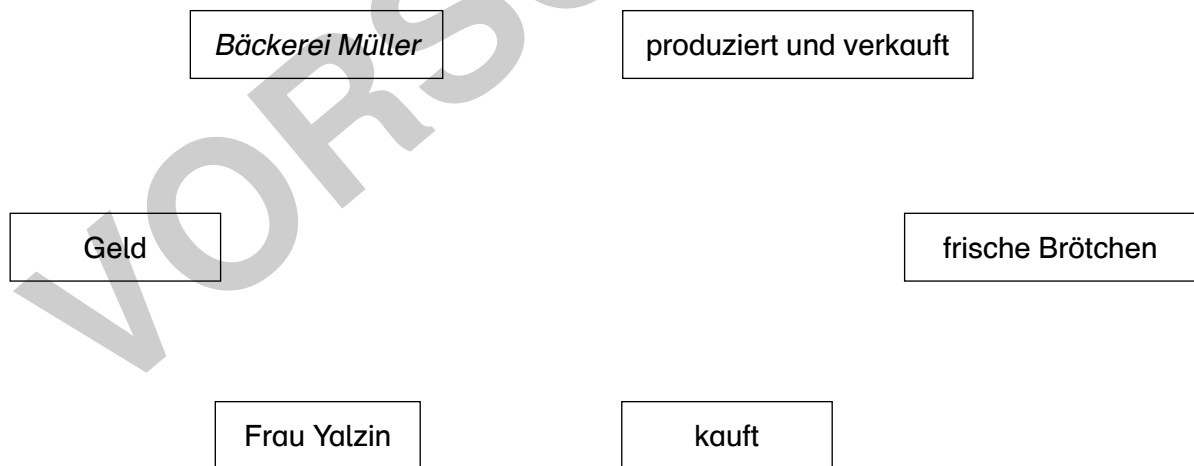 Bäckerei Müller
produziert und verkauft
Geld
frische Brötchen
Frau Yalzin
kauft